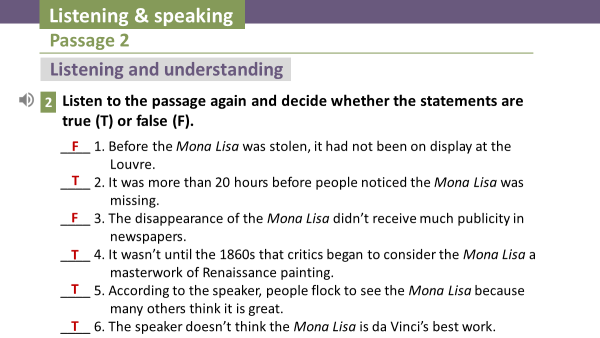 Listening & speaking
Passage 2
Listening and understanding
2 Listen to the passage again and decide whether the statements are
true (T) or false (F).
F 1. Before the Mona Lisa was stolen, it had not been on display at the
Louvre.
T 2. It was more than 20 hours before people noticed the Mona Lisa was
missing.
F 3. The disappearance of the Mona Lisa didn’t receive much publicity in
newspapers.
T 4. It wasn’t until the 1860s that critics began to consider the Mona Lisa a
masterwork of Renaissance painting.
T 5. According to the speaker, people flock to see the Mona Lisa because
many others think it is great.
T 6. The speaker doesn’t think the Mona Lisa is da Vinci’s best work.